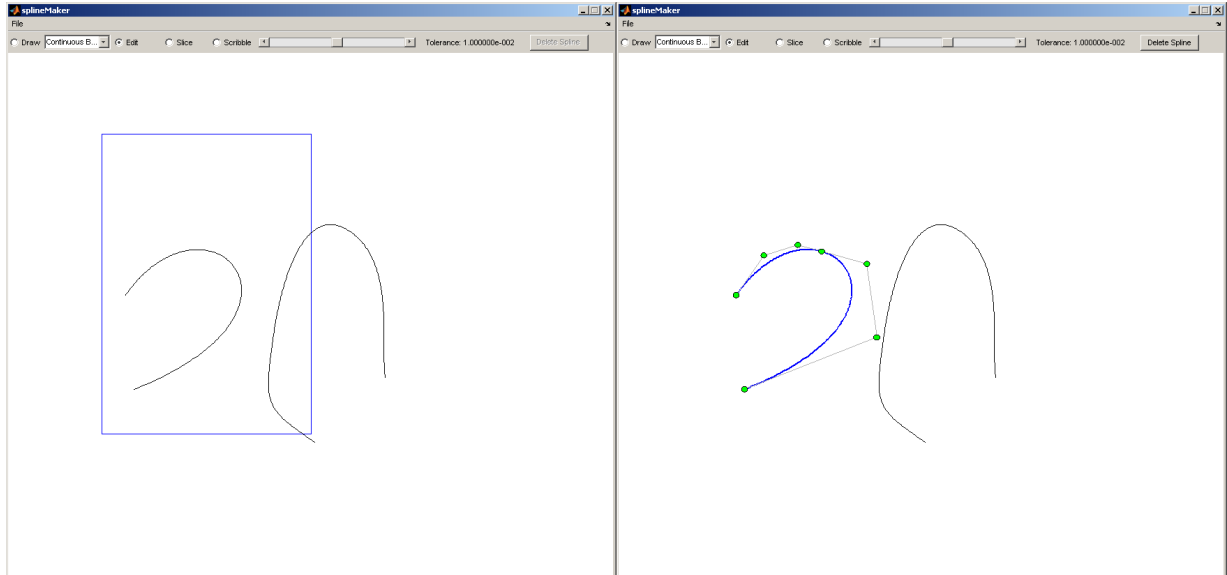 splineMaker
File
Draw Continuous B... Edit Slice Scribble Tolerance: 1.000000e-002 Delete Spline
splineMaker
File
Draw Continuous B... Edit Slice Scribble Tolerance: 1.000000e-002 Delete Spline